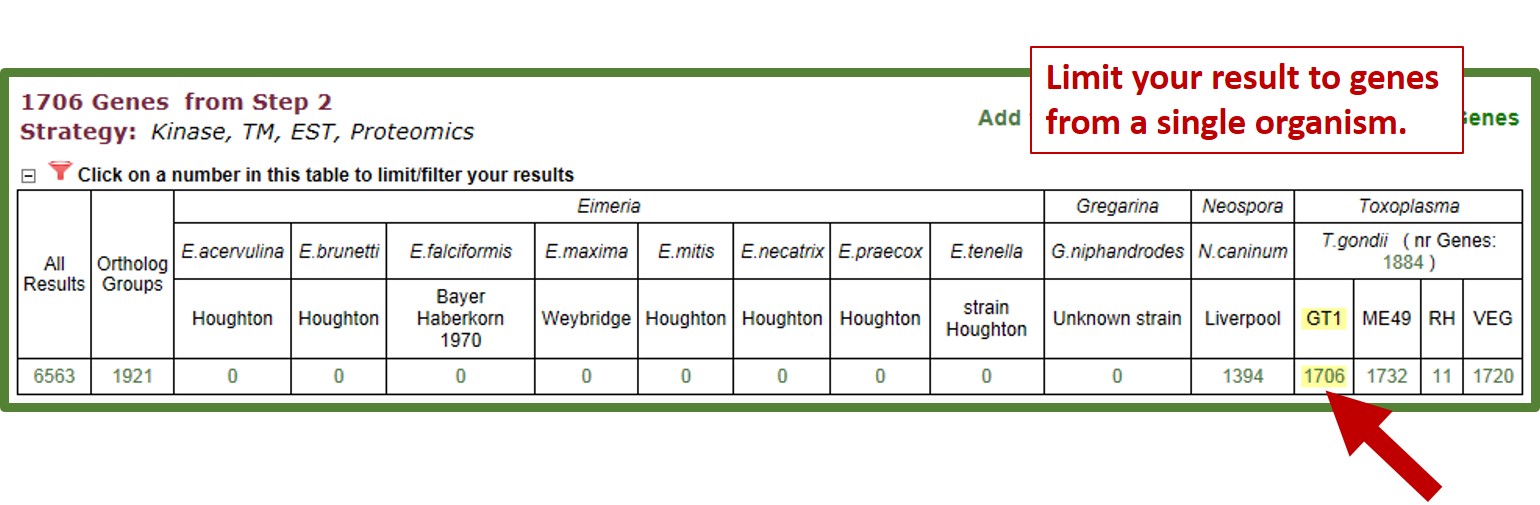 Limit your result to genes
from a single organism.
1706 Genes from Step 2
Strategy: Kinase, TM, EST, Proteomics
Add
Genes
Click on a number in this table to limit/filter your results
All Results
Ortholog Groups
Eimeria Gregarina Neospora Toxoplasma
E.acervulina E.brunetti E.falciformis E.maxima E.mitis E.necatrix E.praecox E.tenella G.niphandrodes N.caninum T.gondii ( nr Genes: 1884 )
Houghton Houghton Bayer Haberkorn 1970 Weybridge Houghton Houghton Houghton strain Houghton Unknown strain Liverpool GT1 ME49 RH VEG
6563 1921 0 0 0 0 0 0 0 0 0 1394 1706 1732 11 1720